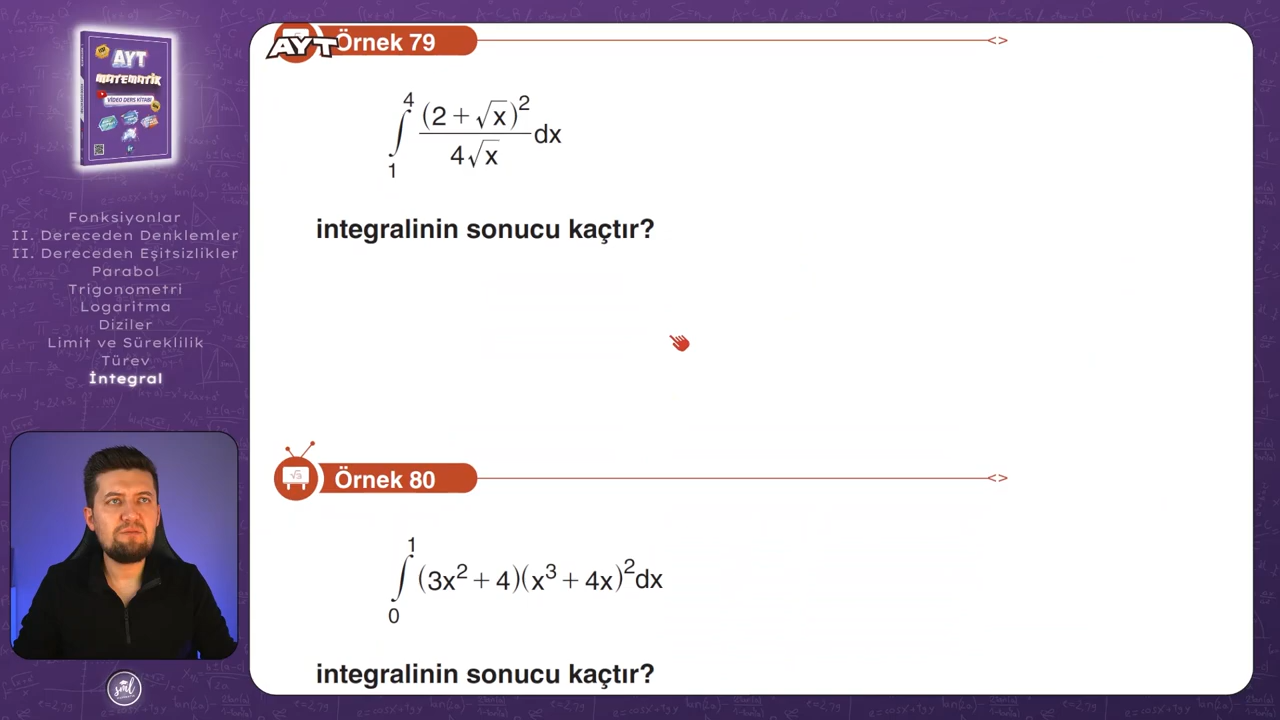 AYT
MATEMATİK
VİDEO DERS KİTABI
Fonksiyonlar
II. Dereceden Denklemler
II. Dereceden Eşitsizlikler
Parabol
Trigonometri
Logaritma
Diziler
Limit ve Süreklilik
Türev
İntegral
sml
AYT Örnek 79
∫₁⁴ (2 + √x)² / 4√x dx
integralinin sonucu kaçtır?
Örnek 80
∫₀¹ (3x² + 4)(x³ + 4x)² dx
integralinin sonucu kaçtır?